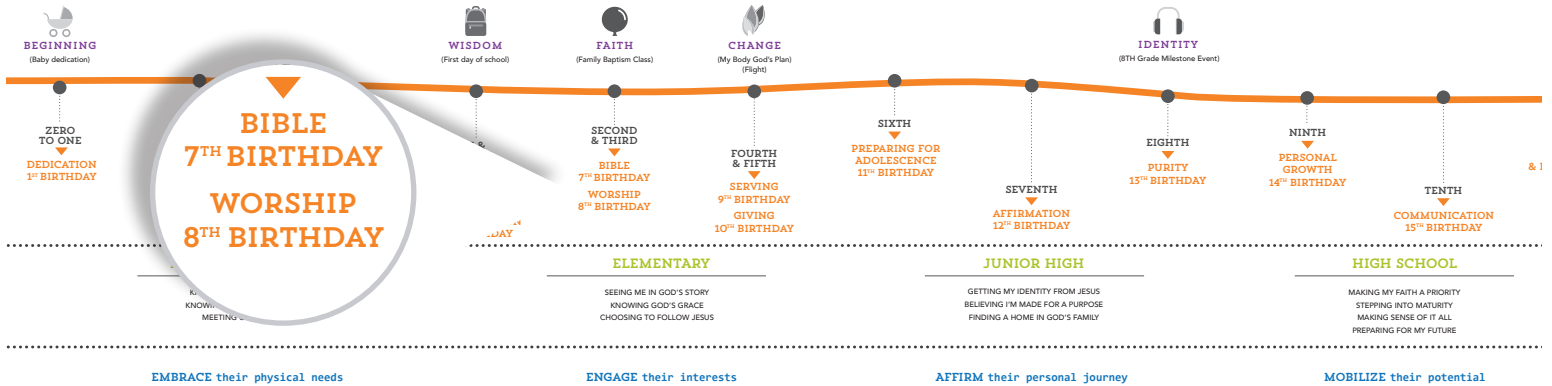 BEGINNING
(Baby dedication)
WISDOM
(First day of school)
FAITH
(Family Baptism Class)
CHANGE
(My Body God's Plan)
(Flight)
IDENTITY
(8TH Grade Milestone Event)
ZERO
TO ONE
DEDICATION
1ST BIRTHDAY
BIBLE
7TH BIRTHDAY
WORSHIP
8TH BIRTHDAY
&
SECOND
& THIRD
BIBLE
7TH BIRTHDAY
WORSHIP
8TH BIRTHDAY
FOURTH
& FIFTH
SERVING
9TH BIRTHDAY
GIVING
10TH BIRTHDAY
SIXTH
PREPARING FOR
ADOLESCENCE
11TH BIRTHDAY
SEVENTH
AFFIRMATION
12TH BIRTHDAY
EIGHTH
PURITY
13TH BIRTHDAY
NINTH
PERSONAL
GROWTH
14TH BIRTHDAY
TENTH
COMMUNICATION
15TH BIRTHDAY
&
MEETING
ELEMENTARY
SEEING ME IN GOD'S STORY
KNOWING GOD'S GRACE
CHOOSING TO FOLLOW JESUS
JUNIOR HIGH
GETTING MY IDENTITY FROM JESUS
BELIEVING I'M MADE FOR A PURPOSE
FINDING A HOME IN GOD'S FAMILY
HIGH SCHOOL
MAKING MY FAITH A PRIORITY
STEPPING INTO MATURITY
MAKING SENSE OF IT ALL
PREPARING FOR MY FUTURE
EMBRACE their physical needs
ENGAGE their interests
AFFIRM their personal journey
MOBILIZE their potential